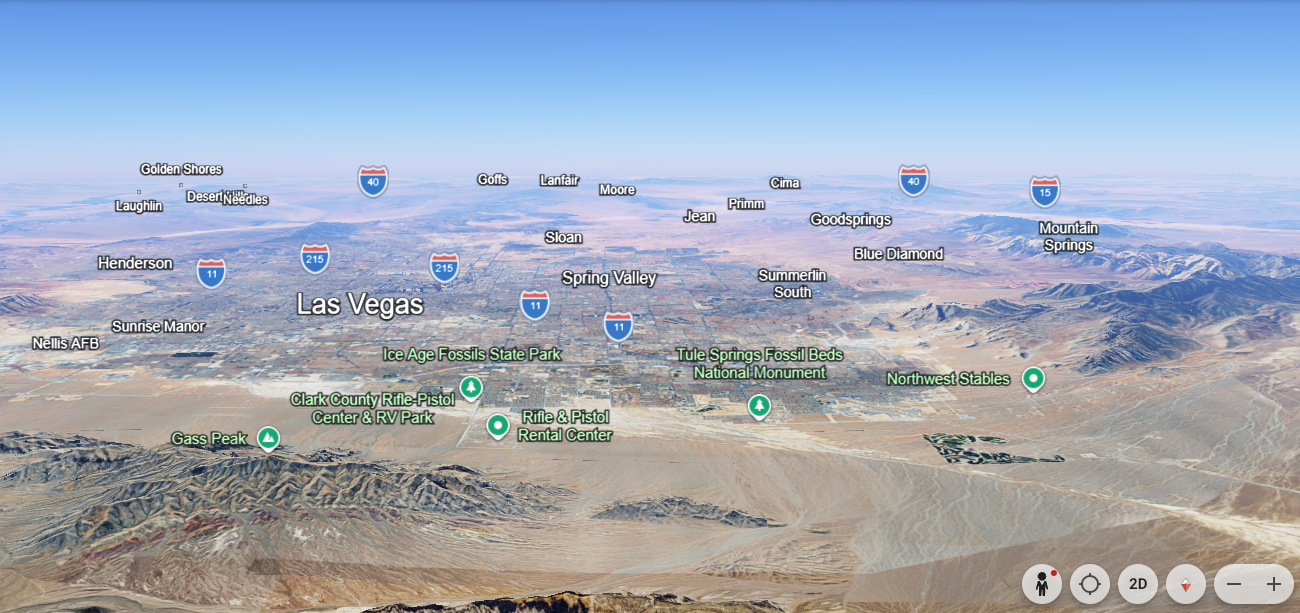 Golden Shores
40
Goffs
Lanfair
Moore
Cima
40
15
Laughlin
Needles
Jean
Primm
Goodsprings
Mountain
Springs
Sloan
Blue Diamond
Henderson
11
215
215
Spring Valley
Summerlin
South
Las Vegas
11
11
Sunrise Manor
Nellis AFB
Ice Age Fossils State Park
Tule Springs Fossil Beds
National Monument
Northwest Stables
Clark County Rifle-Pistol
Center & RV Park
Rifle & Pistol
Rental Center
Gass Peak
2D